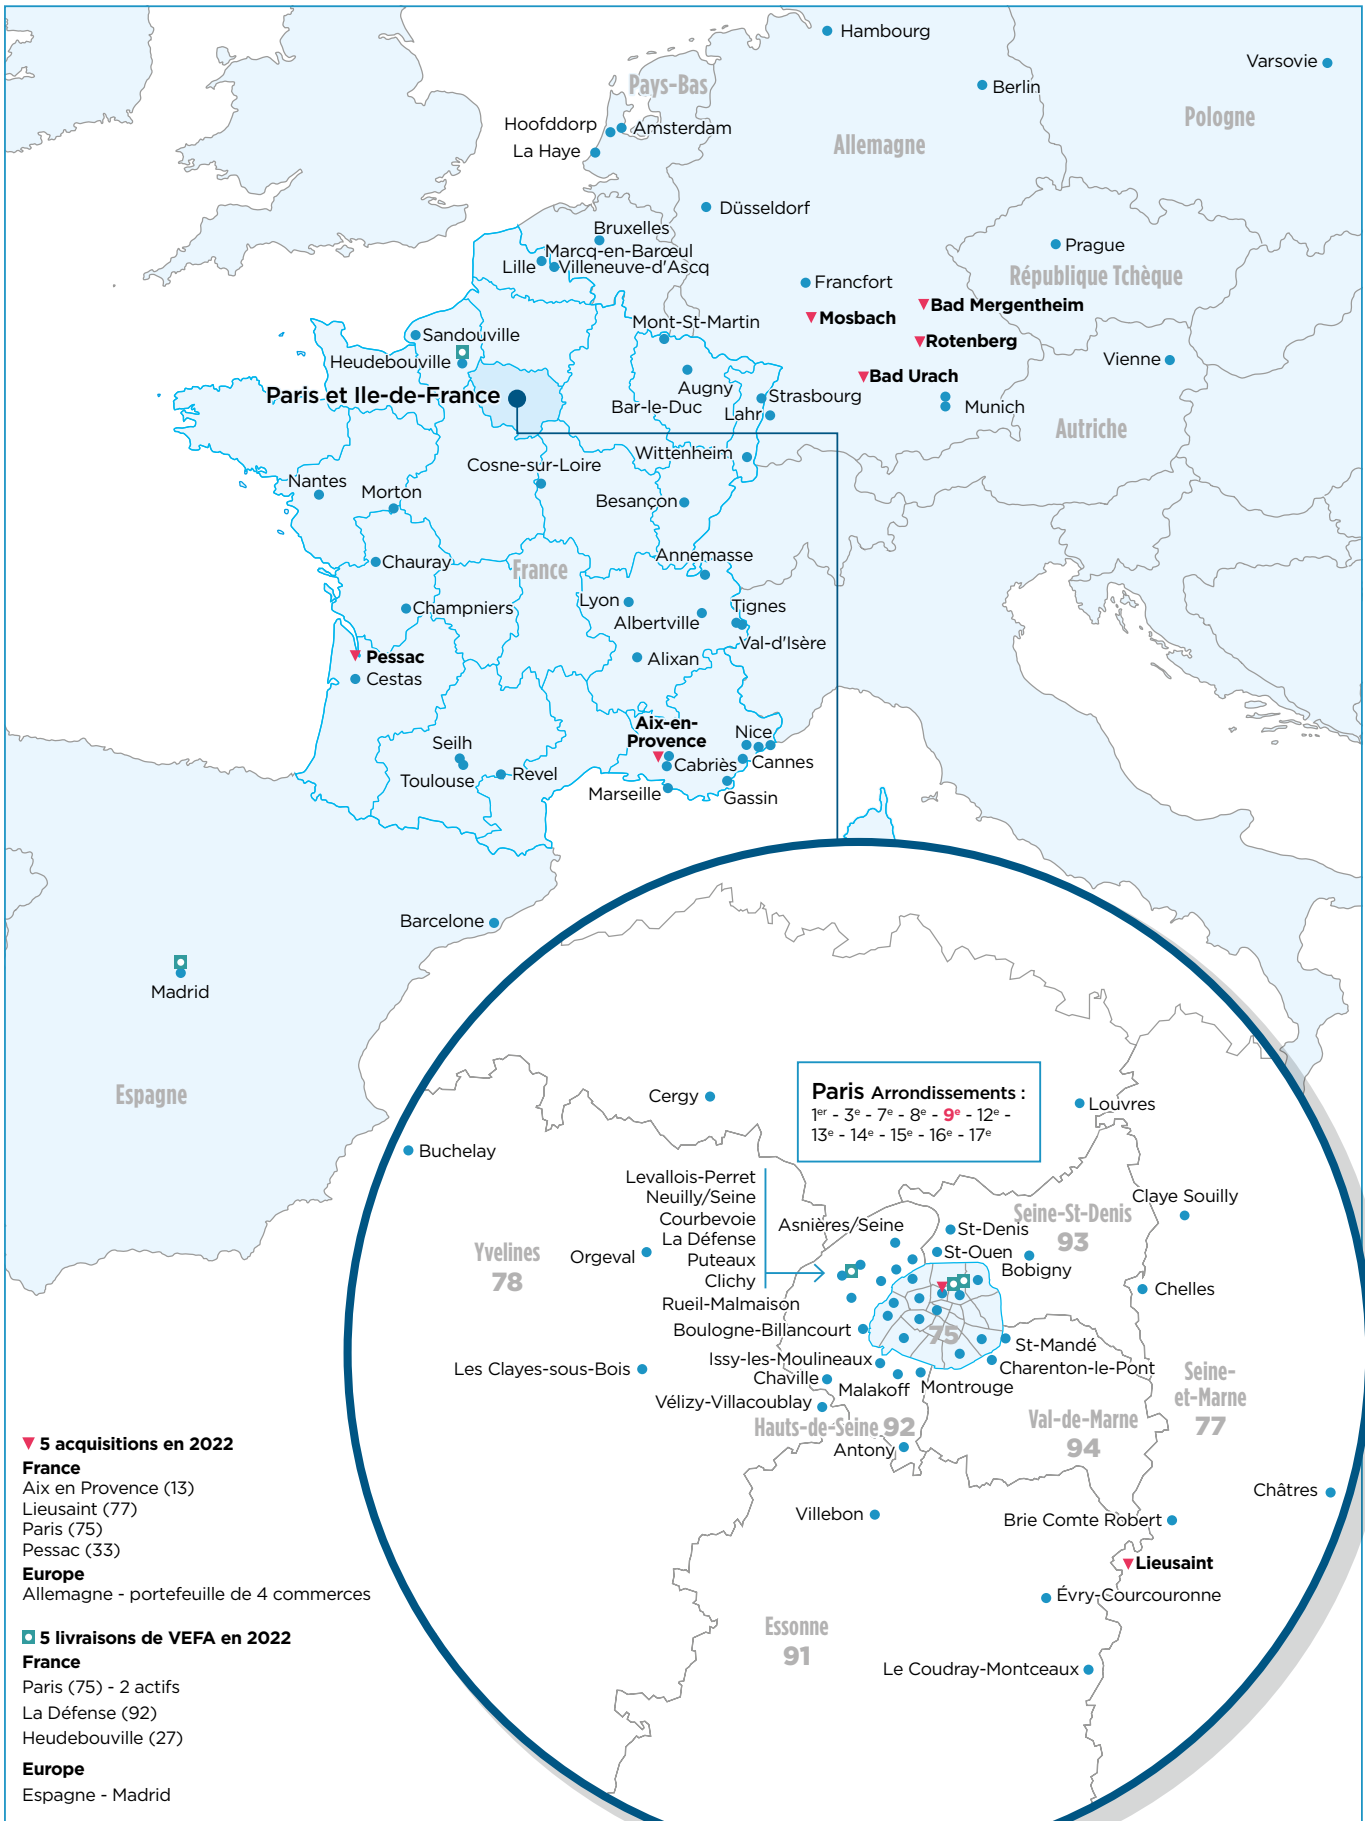 Hambourg
Varsovie
Berlin
Pays-Bas
Pologne
Hoofddorp
Amsterdam
Allemagne
La Haye
Düsseldorf
Bruxelles
Prague
Marcq-en-Barœul
Lille
Villeneuve-d'Ascq
République Tchèque
Francfort
Bad Mergentheim
Mosbach
Mont-St-Martin
Sandouville
Rotenberg
Heudebouville
Vienne
Bad Urach
Augny
Paris et Ile-de-France
Strasbourg
Bar-le-Duc
Munich
Lahr
Autriche
Wittenheim
Cosne-sur-Loire
Nantes
Morton
Besançon
Annemasse
Chauray
France
Lyon
Champniers
Tignes
Albertville
Val-d'Isère
Pessac
Alixan
Cestas
Aix-en-
Provence
Nice
Seilh
Cabriès
Cannes
Toulouse
Revel
Marseille
Gassin
Barcelone
Madrid
Espagne
Paris Arrondissements :
1er - 3e - 7e - 8e - 9e - 12e -
13e - 14e - 15e - 16e - 17e
Cergy
Louvres
Buchelay
Levallois-Perret
Neuilly/Seine
Courbevoie
La Défense
Puteaux
Clichy
Claye Souilly
Asnières/Seine
St-Denis
Seine-St-Denis
93
Yvelines
78
Orgeval
St-Ouen
Bobigny
Chelles
Rueil-Malmaison
Boulogne-Billancourt
75
St-Mandé
Issy-les-Moulineaux
Charenton-le-Pont
Les Clayes-sous-Bois
Chaville
Malakoff
Montrouge
Seine-
et-Marne
77
Vélizy-Villacoublay
Hauts-de-Seine 92
Val-de-Marne
94
Antony
Châtres
Villebon
Brie Comte Robert
Lieusaint
Évry-Courcouronne
Essonne
91
Le Coudray-Montceaux
5 acquisitions en 2022
France
Aix en Provence (13)
Lieusaint (77)
Paris (75)
Pessac (33)
Europe
Allemagne - portefeuille de 4 commerces
5 livraisons de VEFA en 2022
France
Paris (75) - 2 actifs
La Défense (92)
Heudebouville (27)
Europe
Espagne - Madrid